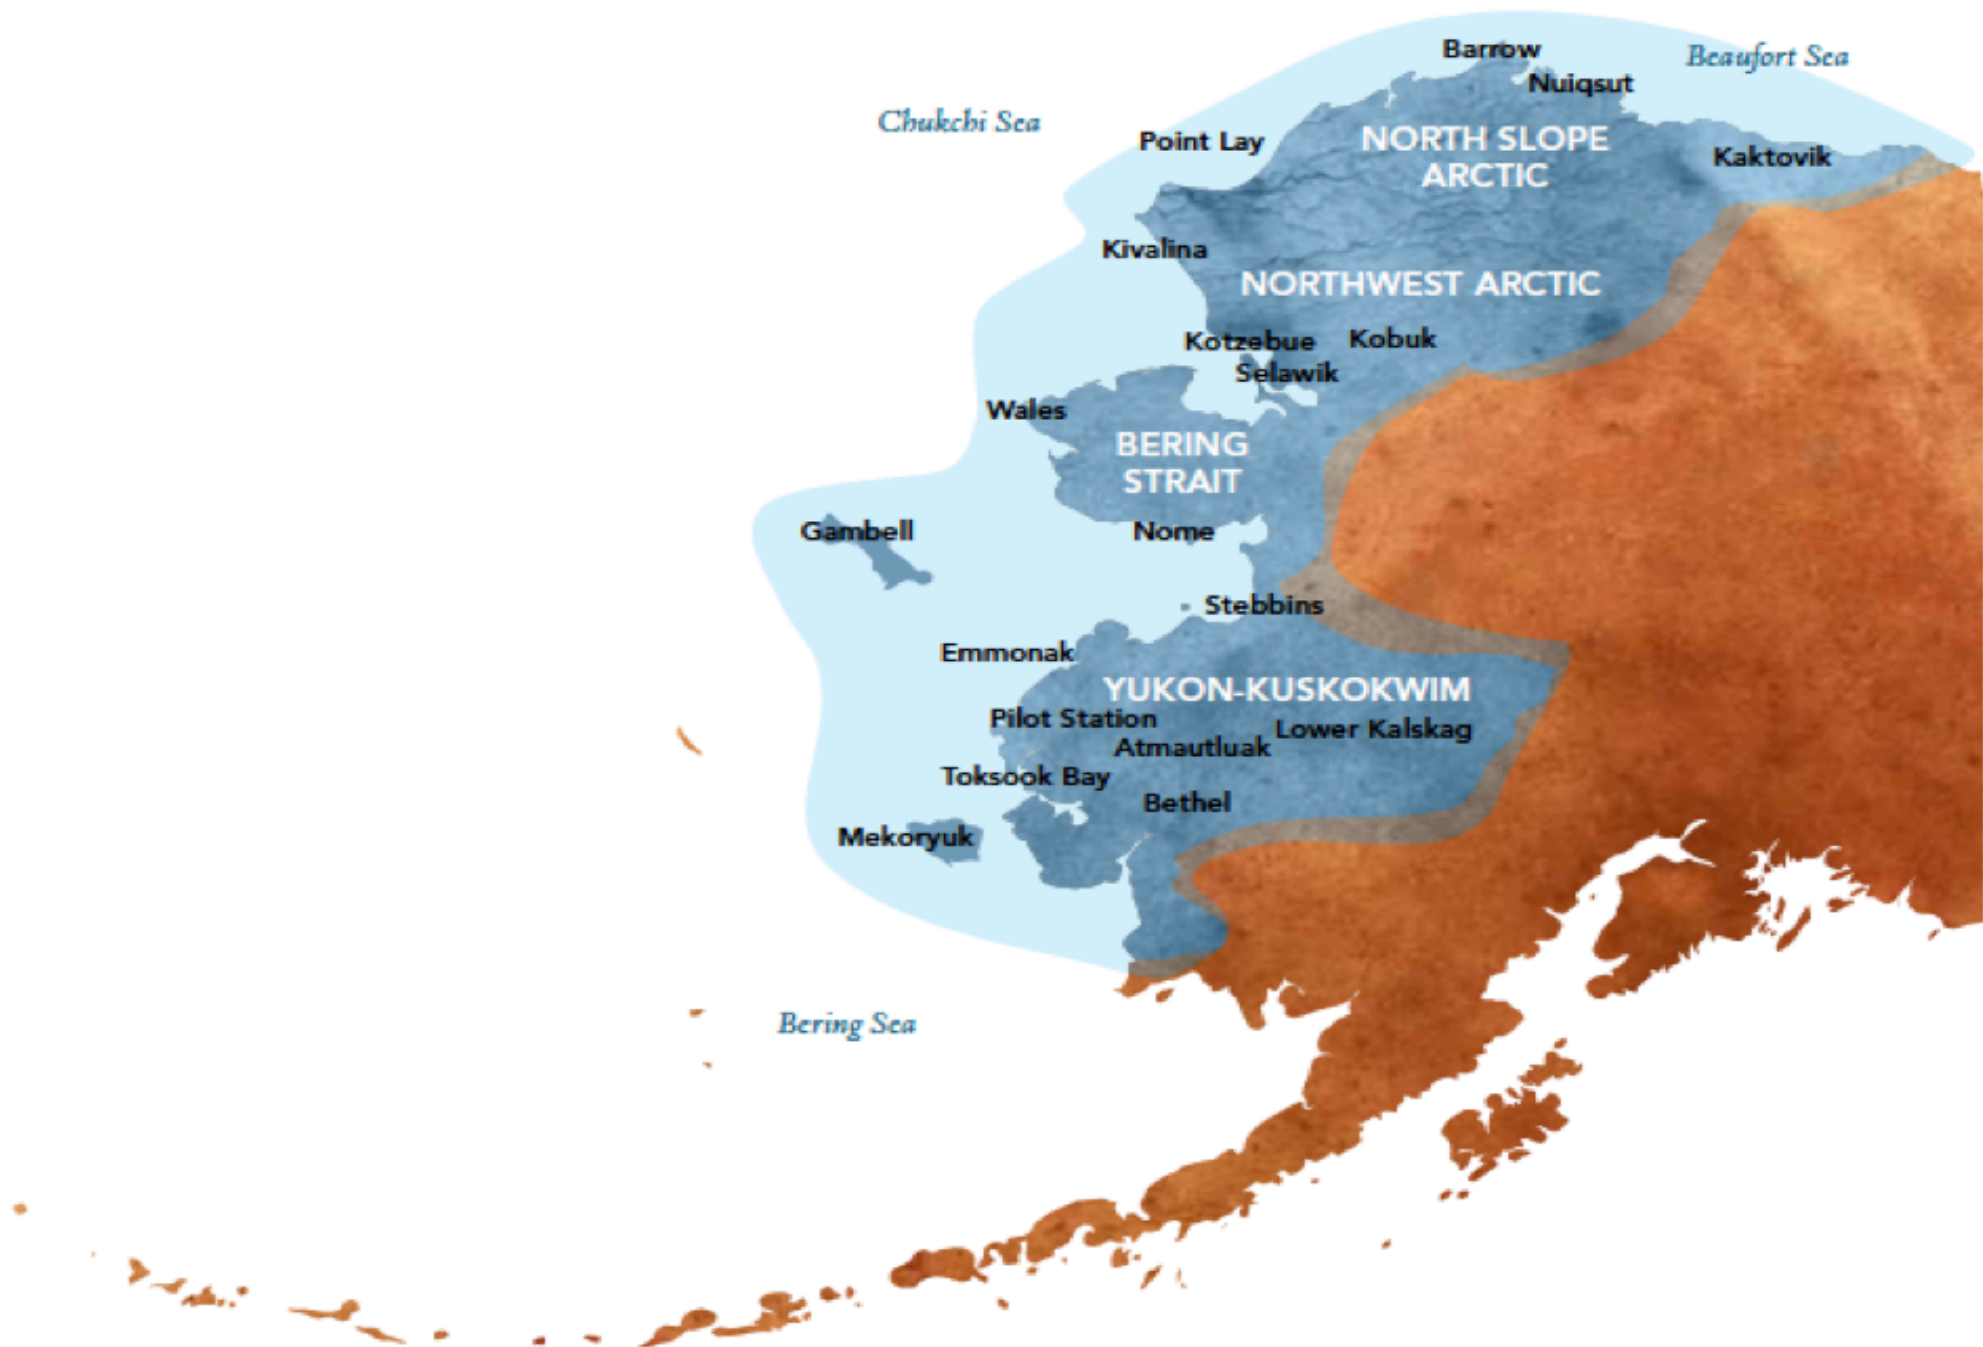 Barrow
Beaufort Sea
Nuiqsut
Chukchi Sea
Point Lay
NORTH SLOPE
ARCTIC
Kaktovik
Kivalina
NORTHWEST ARCTIC
Kotzebue
Kobuk
Selawik
Wales
BERING
STRAIT
Gambell
Nome
Stebbins
Emmonak
YUKON-KUSKOKWIM
Pilot Station
Lower Kalskag
Atmautluak
Toksook Bay
Bethel
Mekoryuk
Bering Sea